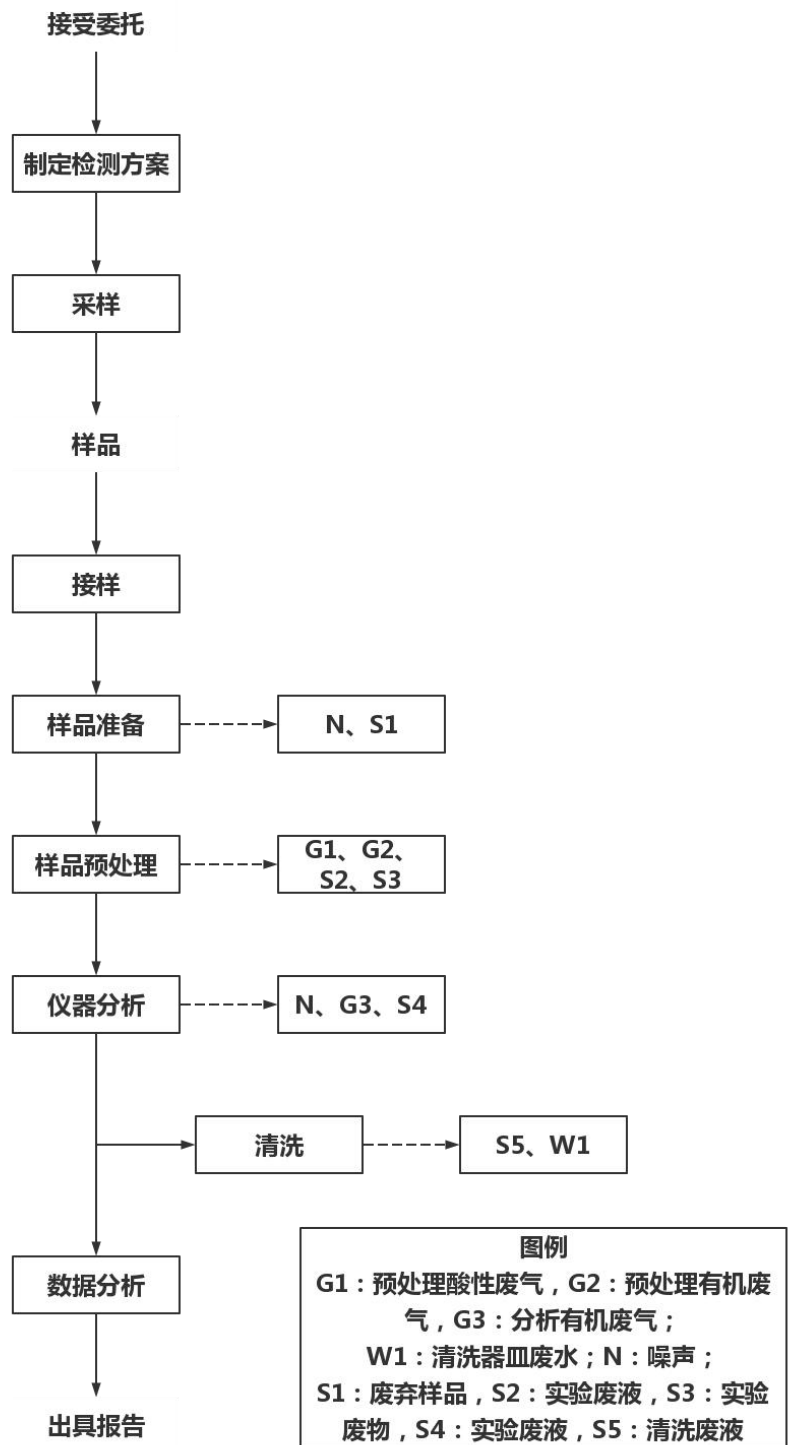 接受委托
制定检测方案
采样
样品
接样
样品准备
N、S1
样品预处理
G1、G2、
S2、S3
仪器分析
N、G3、S4
清洗
S5、W1
数据分析
出具报告
图例
G1：预处理酸性废气，G2：预处理有机废
气，G3：分析有机废气；
W1：清洗器皿废水；N：噪声；
S1：废弃样品，S2：实验废液，S3：实验
废物，S4：实验废液，S5：清洗废液